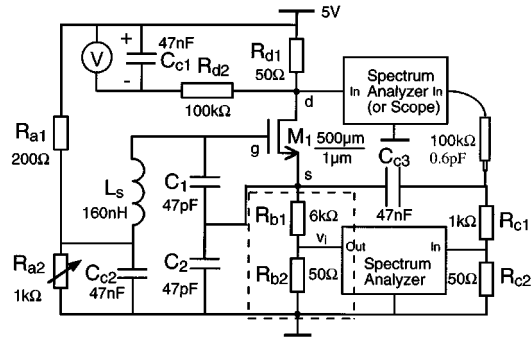 5V
+
V
-
47nF
Cc1
Rd2
100kΩ
Rd1
50Ω
d
In
Spectrum
Analyzer
(or Scope)
In
Ra1
200Ω
g
M1
500µm
1µm
Cc3
100kΩ
0.6pF
Ls
160nH
C1
47pF
s
47nF
Rb1
6kΩ
1kΩ
Rc1
Ra2
1kΩ
Cc2
47nF
C2
47pF
vi
Rb2
50Ω
Out
In
Spectrum
Analyzer
50Ω
Rc2